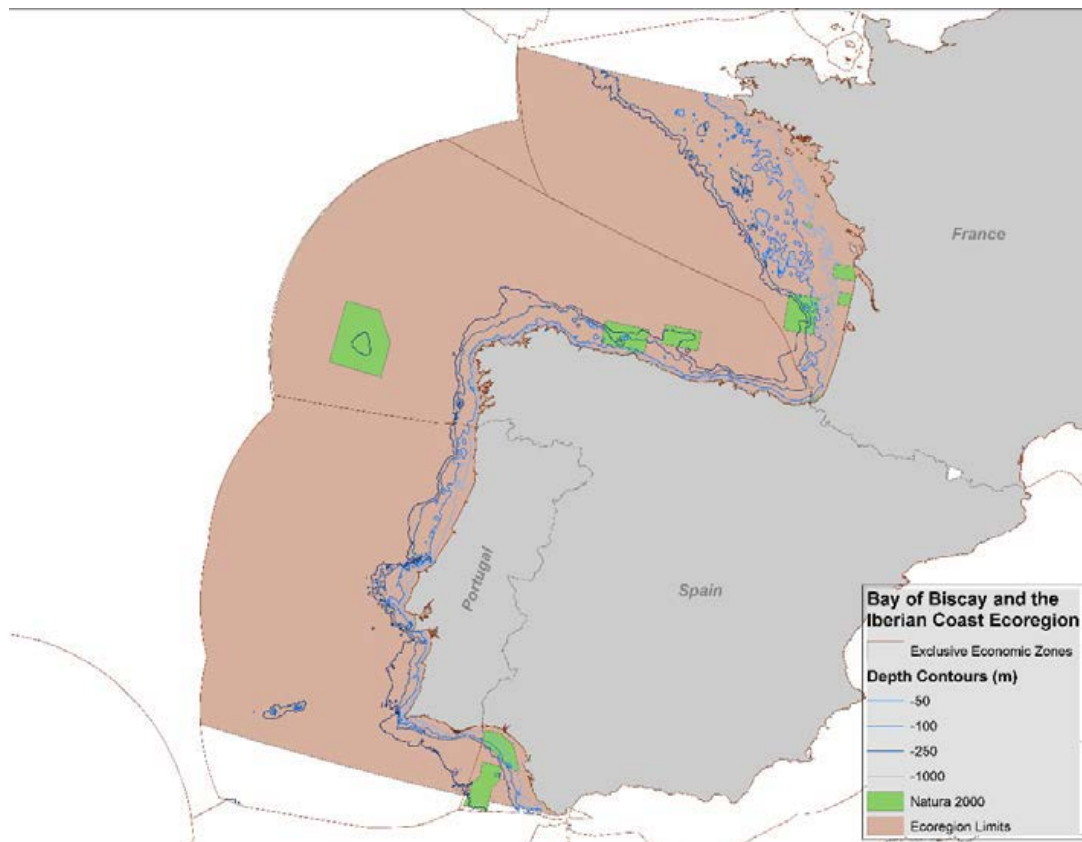 France
Portugal
Spain
Bay of Biscay and the
Iberian Coast Ecoregion
Exclusive Economic Zones
Depth Contours (m)
-50
-100
-250
-1000
Natura 2000
Ecoregion Limits